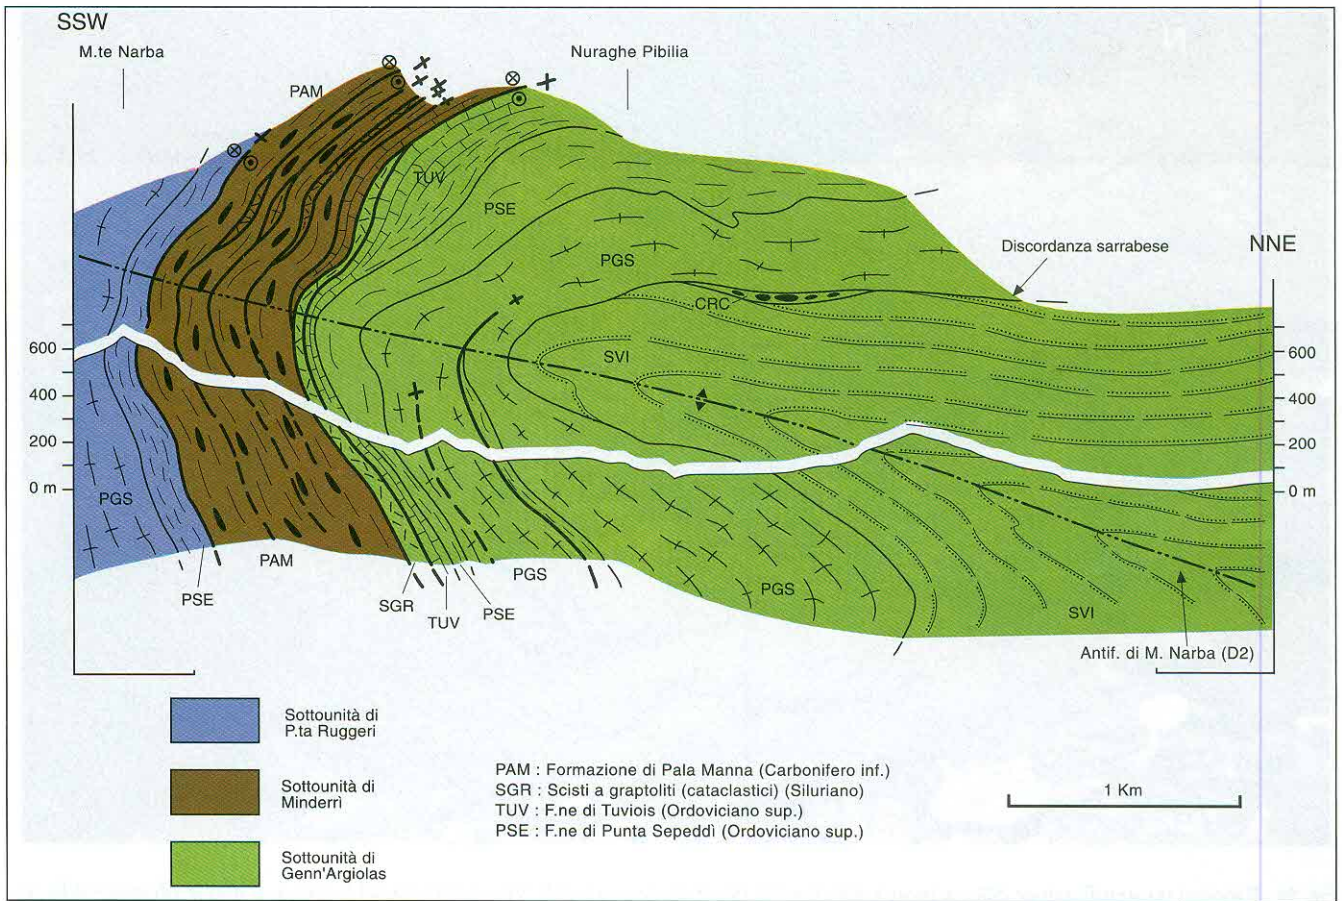 SSW
M.te Narba
Nuraghe Pibilia
PAM
TUV
PSE
PGS
Discordanza sarrabese
NNE
CRC
SVI
600
400
200
0 m
600
400
200
0 m
PGS
PSE
PAM
SGR
TUV
PSE
PGS
PGS
SVI
Antif. di M. Narba (D2)
Sottounità di
P.ta Ruggeri
Sottounità di
Minderrì
Sottounità di
Genn'Argiolas
PAM : Formazione di Pala Manna (Carbonifero inf.)
SGR : Scisti a graptoliti (cataclastici) (Siluriano)
TUV : F.ne di Tuviois (Ordoviciano sup.)
PSE : F.ne di Punta Sepeddì (Ordoviciano sup.)
1 Km